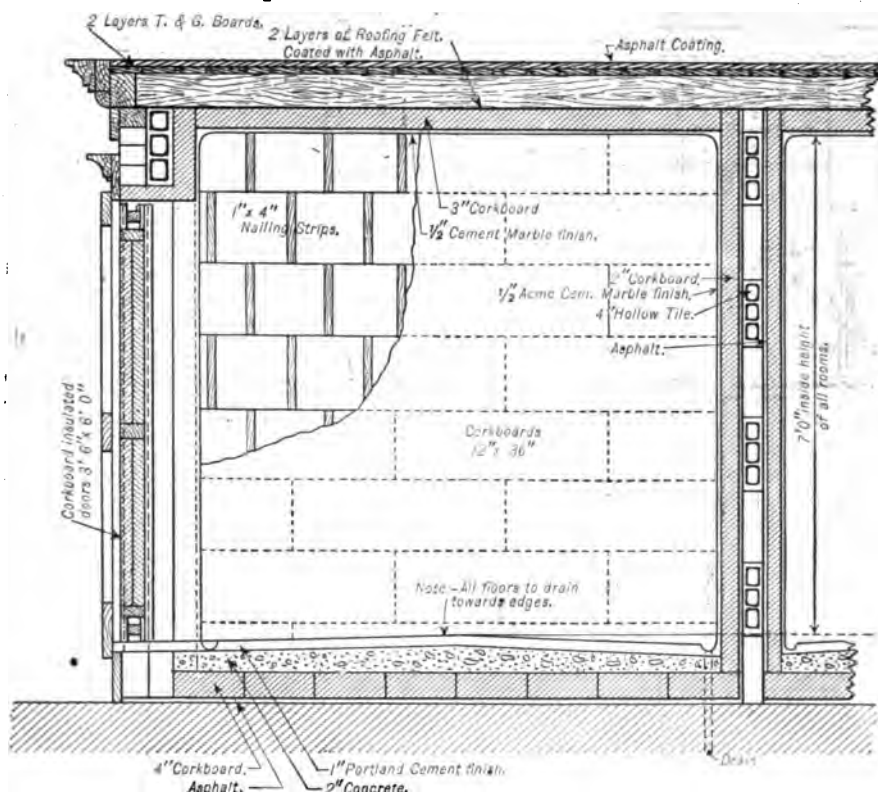 2 Layers T. & G. Boards.
2 Layers of Roofing Felt.
Coated with Asphalt.
Asphalt Coating.
1" x 4"
Nailing Strips.
3" Corkboard
1/2" Cement Marble finish.
2" Corkboard.
1/2" Acme Cem. Marble finish.
4" Hollow Tile.
Asphalt.
7' 0" inside height
of all rooms.
Corkboard insulated
doors 3' 6" x 6' 0"
Corkboards
12" x 36"
Note:- All floors to drain
towards edges.
Drain
4" Corkboard.
Asphalt.
1" Portland Cement finish.
2" Concrete.